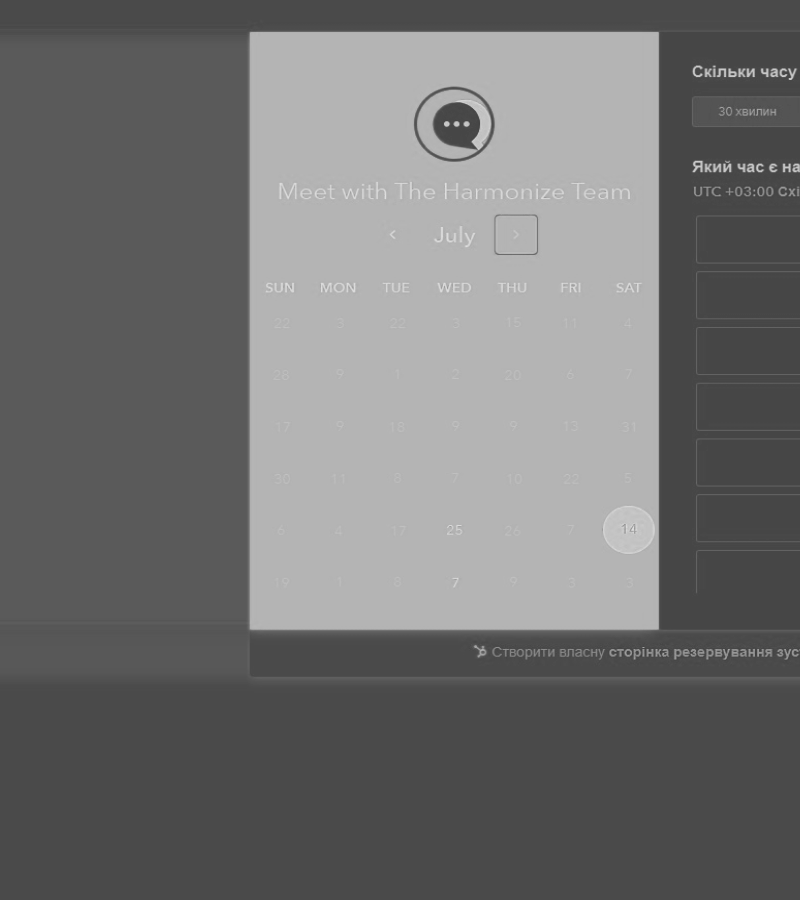 Meet with The Harmonize Team
July
SUN MON TUE WED THU FRI SAT
22 3 22 3 15 11 4
28 9 1 2 20 6 7
17 9 18 9 9 13 31
30 11 8 7 10 22 5
6 4 17 25 26 7 14
19 1 8 7 9 3 3
Скільки часу
30 хвилин
Який час є на
UTC +03:00 Схі
Створити власну сторінка резервування зус